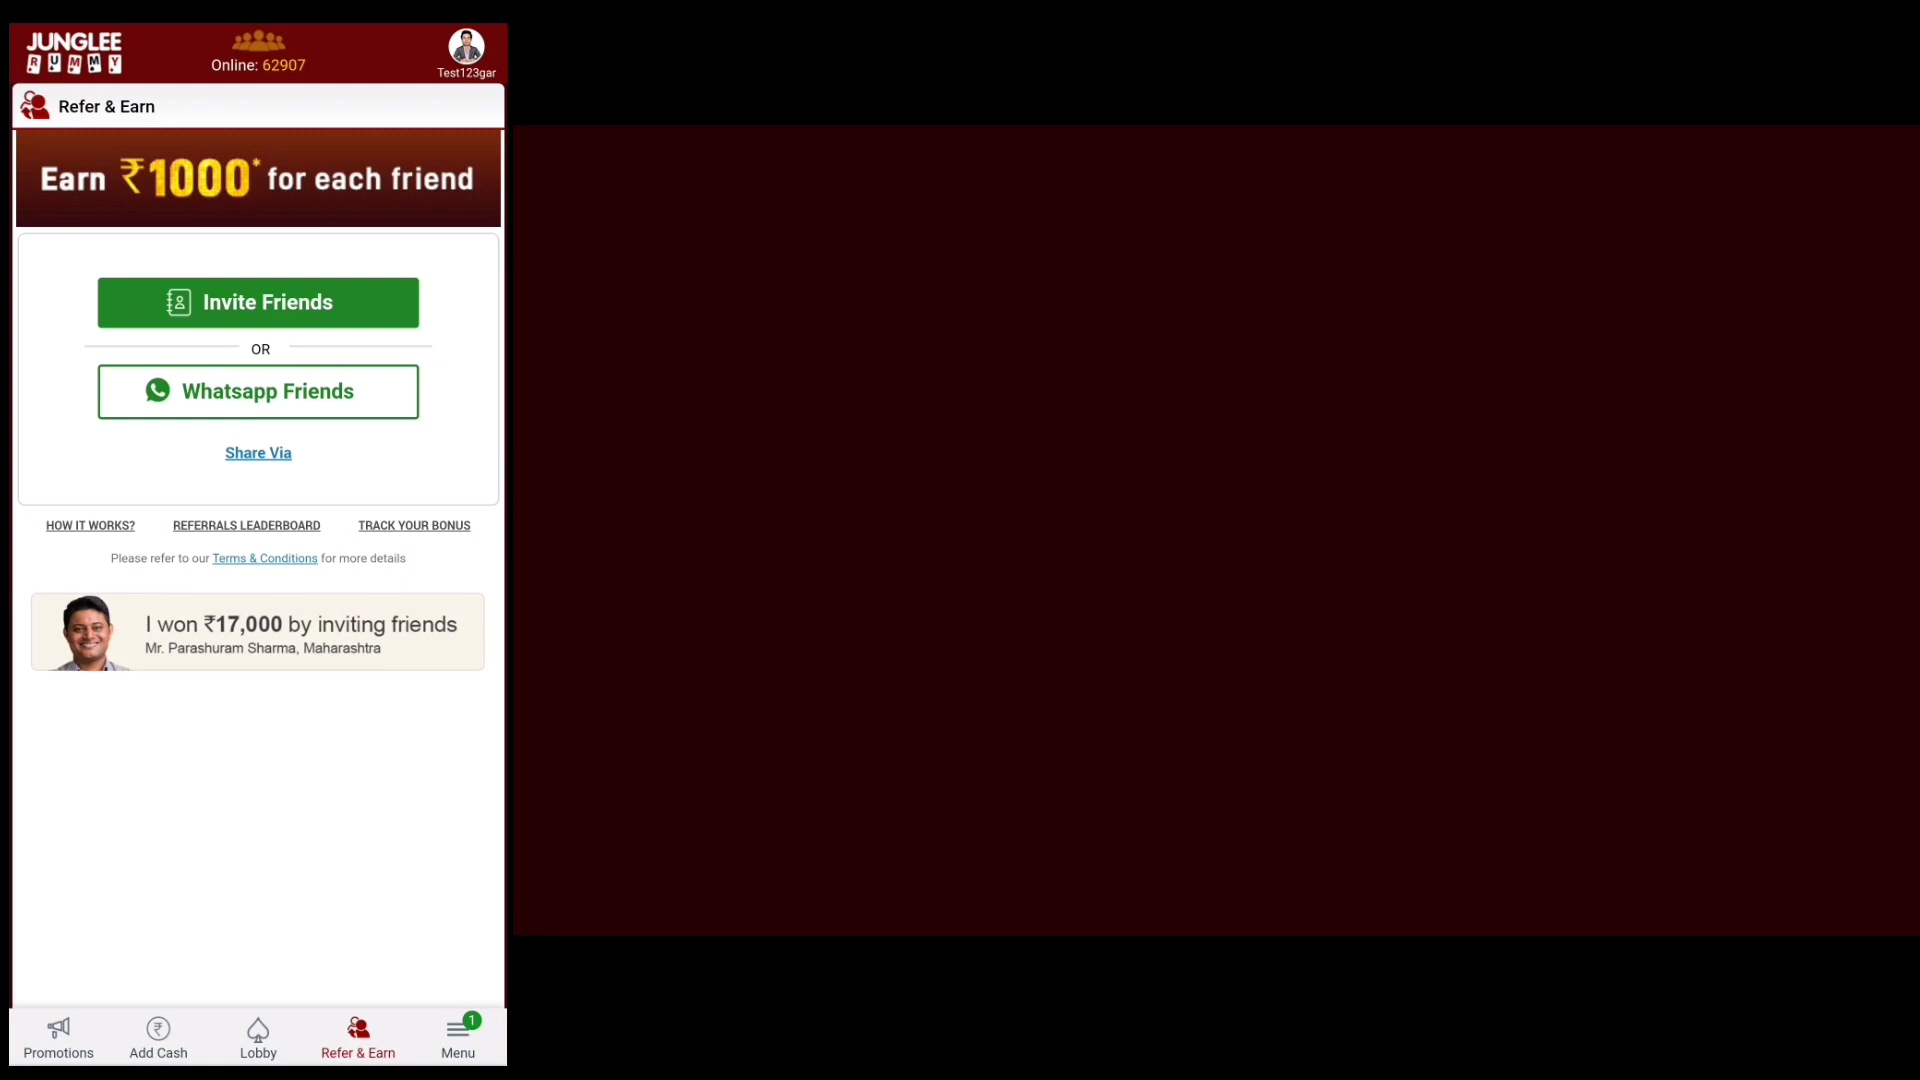 JUNGLEE
RUMMY
Online: 62907
Test123gar
Refer & Earn
Earn ₹1000* for each friend
Invite Friends
OR
Whatsapp Friends
Share Via
HOW IT WORKS? REFERRALS LEADERBOARD TRACK YOUR BONUS
Please refer to our Terms & Conditions for more details
I won ₹17,000 by inviting friends
Mr. Parashuram Sharma, Maharashtra
1
Promotions Add Cash Lobby Refer & Earn Menu